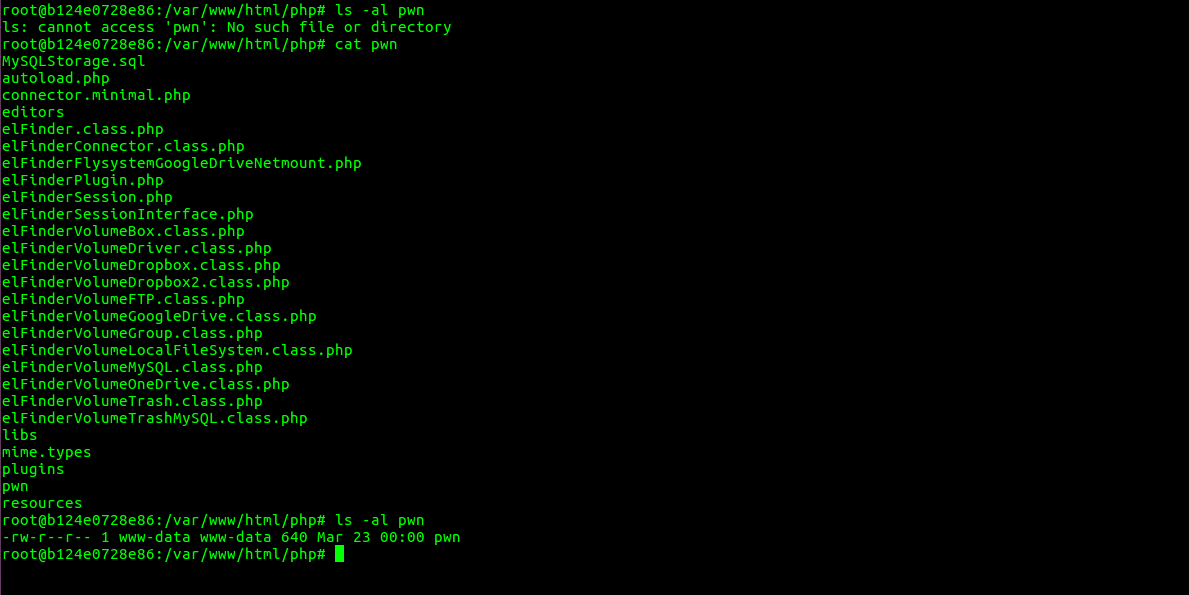 root@b124e0728e86:/var/www/html/php# ls -al pwn
ls: cannot access 'pwn': No such file or directory
root@b124e0728e86:/var/www/html/php# cat pwn
MySQLStorage.sql
autoload.php
connector.minimal.php
editors
elFinder.class.php
elFinderConnector.class.php
elFinderFlysystemGoogleDriveNetmount.php
elFinderPlugin.php
elFinderSession.php
elFinderSessionInterface.php
elFinderVolumeBox.class.php
elFinderVolumeDriver.class.php
elFinderVolumeDropbox.class.php
elFinderVolumeDropbox2.class.php
elFinderVolumeFTP.class.php
elFinderVolumeGoogleDrive.class.php
elFinderVolumeGroup.class.php
elFinderVolumeLocalFileSystem.class.php
elFinderVolumeMySQL.class.php
elFinderVolumeOneDrive.class.php
elFinderVolumeTrash.class.php
elFinderVolumeTrashMySQL.class.php
libs
mime.types
plugins
pwn
resources
root@b124e0728e86:/var/www/html/php# ls -al pwn
-rw-r--r-- 1 www-data www-data 640 Mar 23 00:00 pwn
root@b124e0728e86:/var/www/html/php#